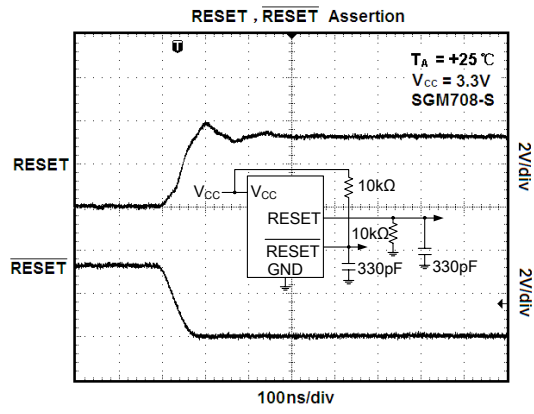 RESET , RESET Assertion
T
TA = +25℃
VCC = 3.3V
SGM708-S
RESET
2V/div
VCC
VCC
10kΩ
RESET
10kΩ
RESET
GND
330pF
330pF
RESET
2V/div
100ns/div